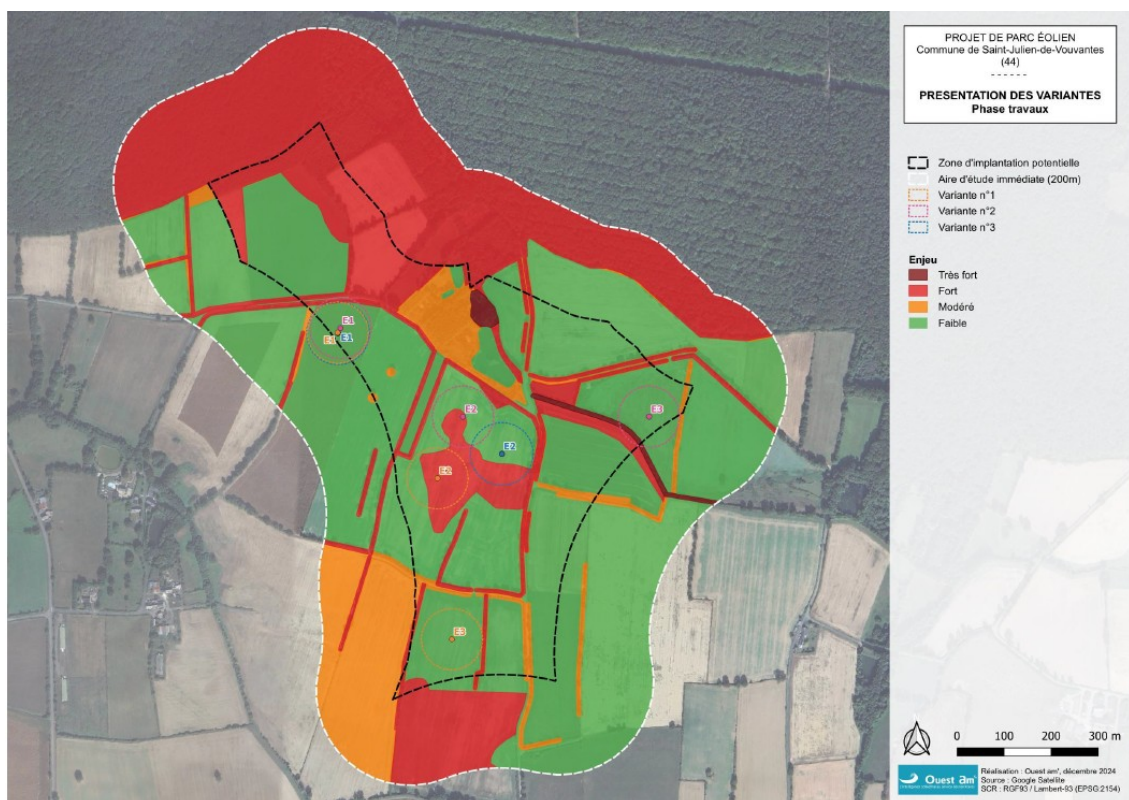 PROJET DE PARC ÉOLIEN
Commune de Saint-Julien-de-Vouvantes
(44)
------
PRESENTATION DES VARIANTES
Phase travaux
Zone d'implantation potentielle
Aire d'étude immédiate (200m)
Variante n°1
Variante n°2
Variante n°3
Enjeu
Très fort
Fort
Modéré
Faible
E1
E1
E1
E2
E3
E2
E2
E3
0 100 200 300 m
Ouest am'
Réalisation : Ouest am', décembre 2024
Source : Google Satellite
SCR : RGF93 / Lambert-93 (EPSG:2154)